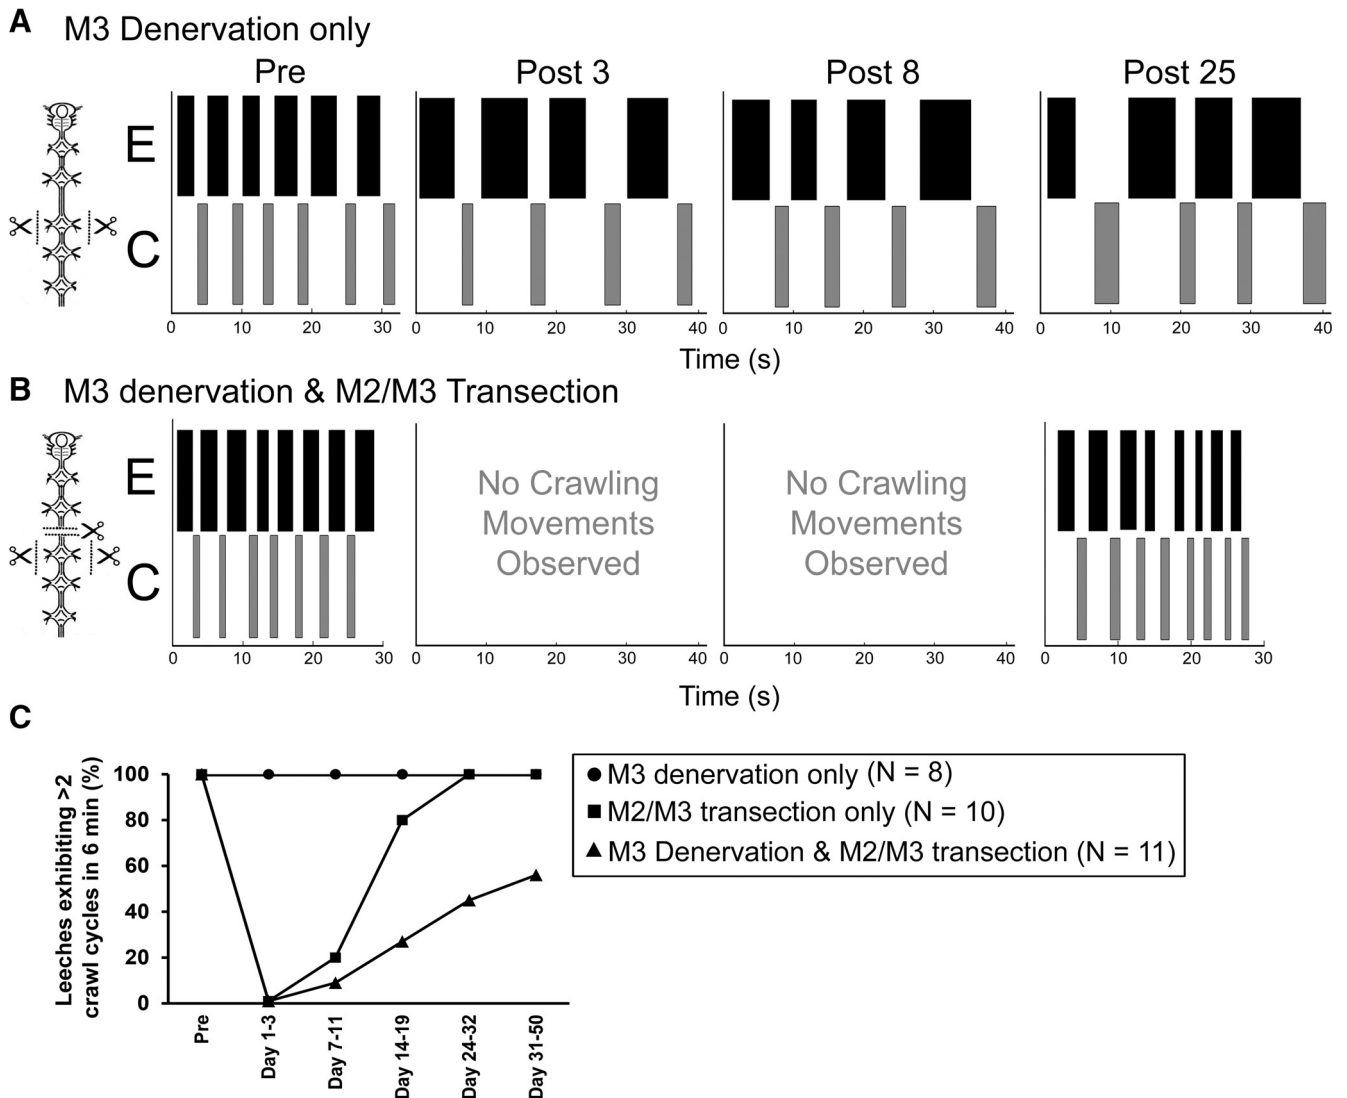 A M3 Denervation only
Pre Post 3 Post 8 Post 25
E
C
0 10 20 30 0 10 20 30 40 0 10 20 30 40 0 10 20 30 40
Time (s)
B M3 denervation & M2/M3 Transection
E
No Crawling No Crawling
Movements Movements
Observed Observed
C
0 10 20 30 0 10 20 30 40 0 10 20 30 40 0 10 20 30
Time (s)
C
Leeches exhibiting >2
crawl cycles in 6 min (%)
100
80
60
40
20
0
Pre
Day 1-3
Day 7-11
Day 14-19
Day 24-32
Day 31-50
M3 denervation only (N = 8)
M2/M3 transection only (N = 10)
M3 Denervation & M2/M3 transection (N = 11)